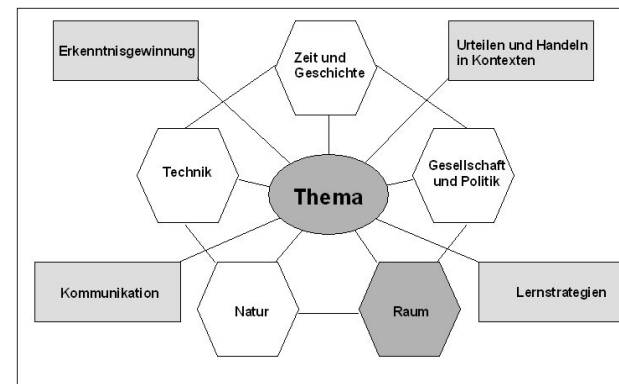 Erkenntnisgewinnung
Zeit und
Geschichte
Urteilen und Handeln
in Kontexten
Technik
Thema
Gesellschaft
und Politik
Kommunikation
Natur
Raum
Lernstrategien